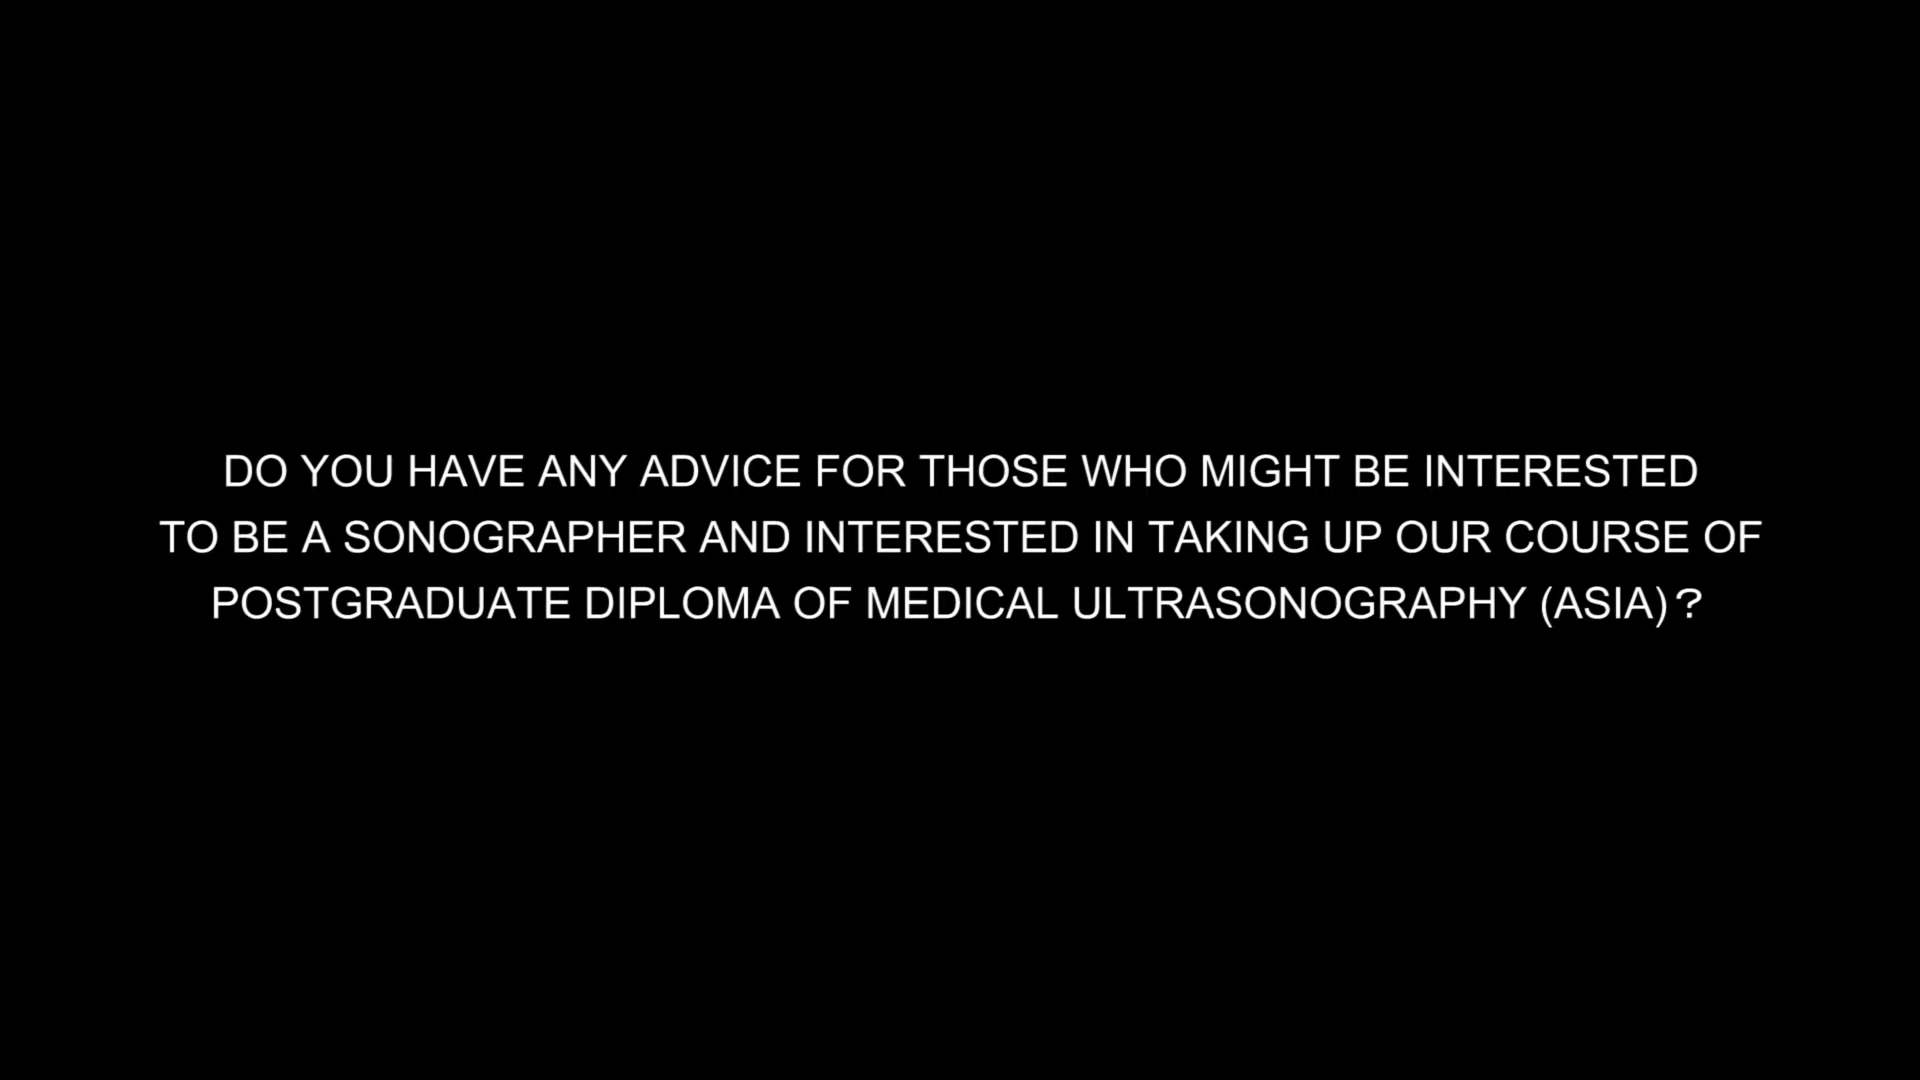 DO YOU HAVE ANY ADVICE FOR THOSE WHO MIGHT BE INTERESTED
TO BE A SONOGRAPHER AND INTERESTED IN TAKING UP OUR COURSE OF
POSTGRADUATE DIPLOMA OF MEDICAL ULTRASONOGRAPHY (ASIA)?